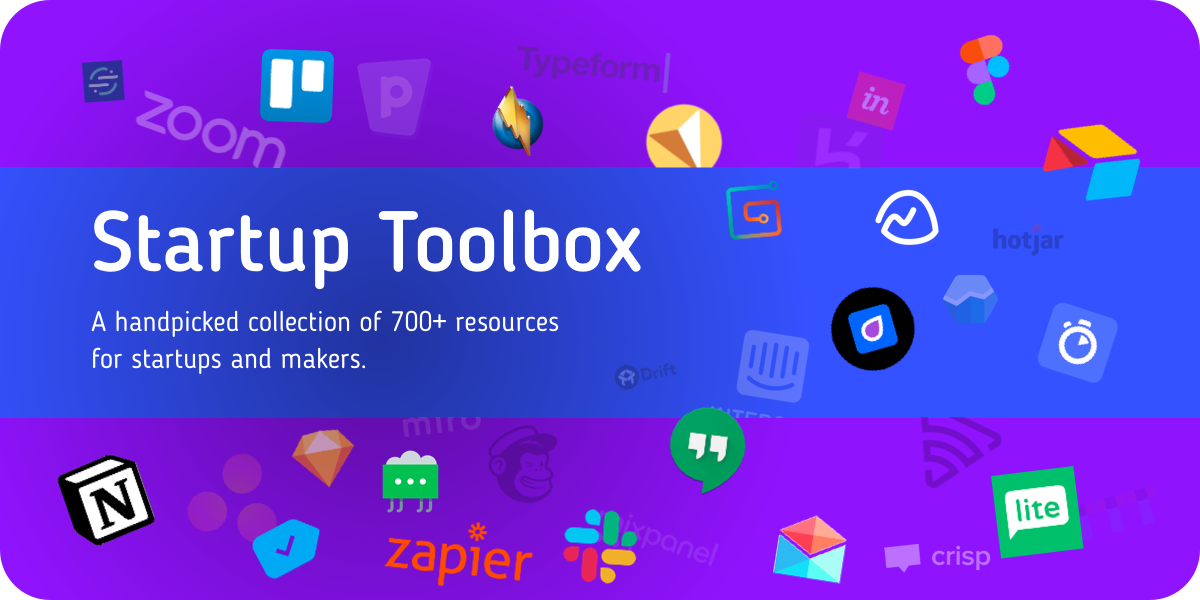 Typeform
zoom
p
in
Startup Toolbox
hotjar
A handpicked collection of 700+ resources
for startups and makers.
Drift
miro
N
lite
zapier
crisp